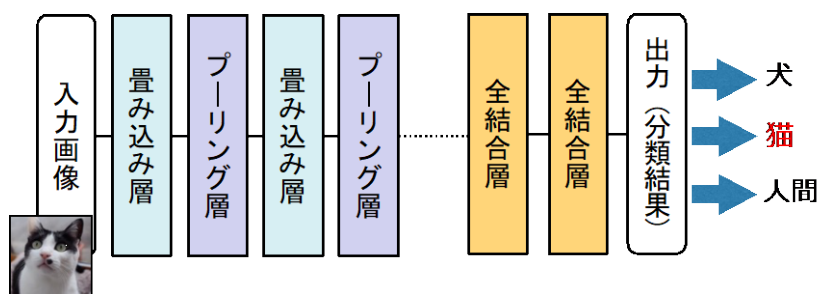 入力画像
畳み込み層
プーリング層
畳み込み層
プーリング層
全結合層
全結合層
出力（分類結果）
犬
猫
人間